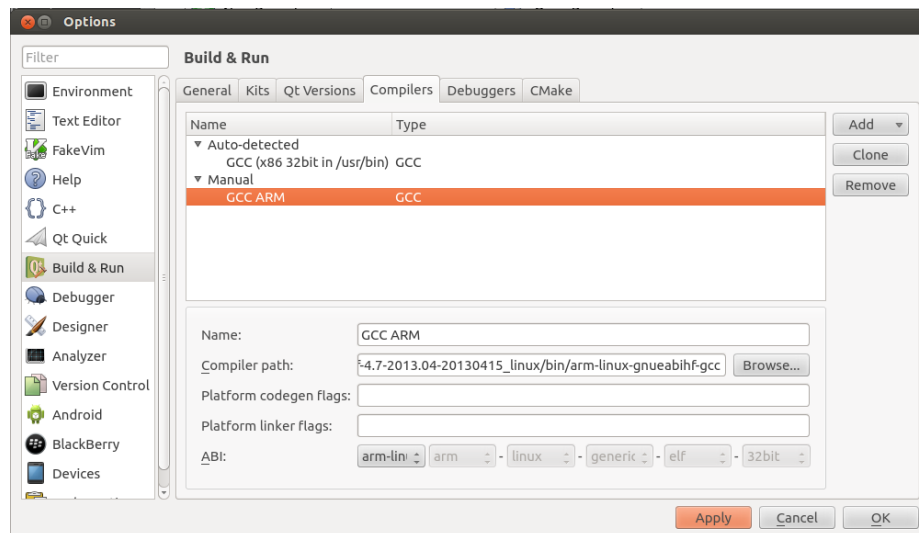 Options
Filter
Build & Run
Environment
Text Editor
FakeVim
Help
C++
Qt Quick
Build & Run
Debugger
Designer
Analyzer
Version Control
Android
BlackBerry
Devices
General Kits Qt Versions Compilers Debuggers CMake
Name Type
Auto-detected
GCC (x86 32bit in /usr/bin) GCC
Manual
GCC ARM GCC
Add
Clone
Remove
Name: GCC ARM
Compiler path: f-4.7-2013.04-20130415_linux/bin/arm-linux-gnueabihf-gcc Browse...
Platform codegen flags:
Platform linker flags:
ABI: arm-linu arm - linux - generic - elf - 32bit
Apply Cancel OK